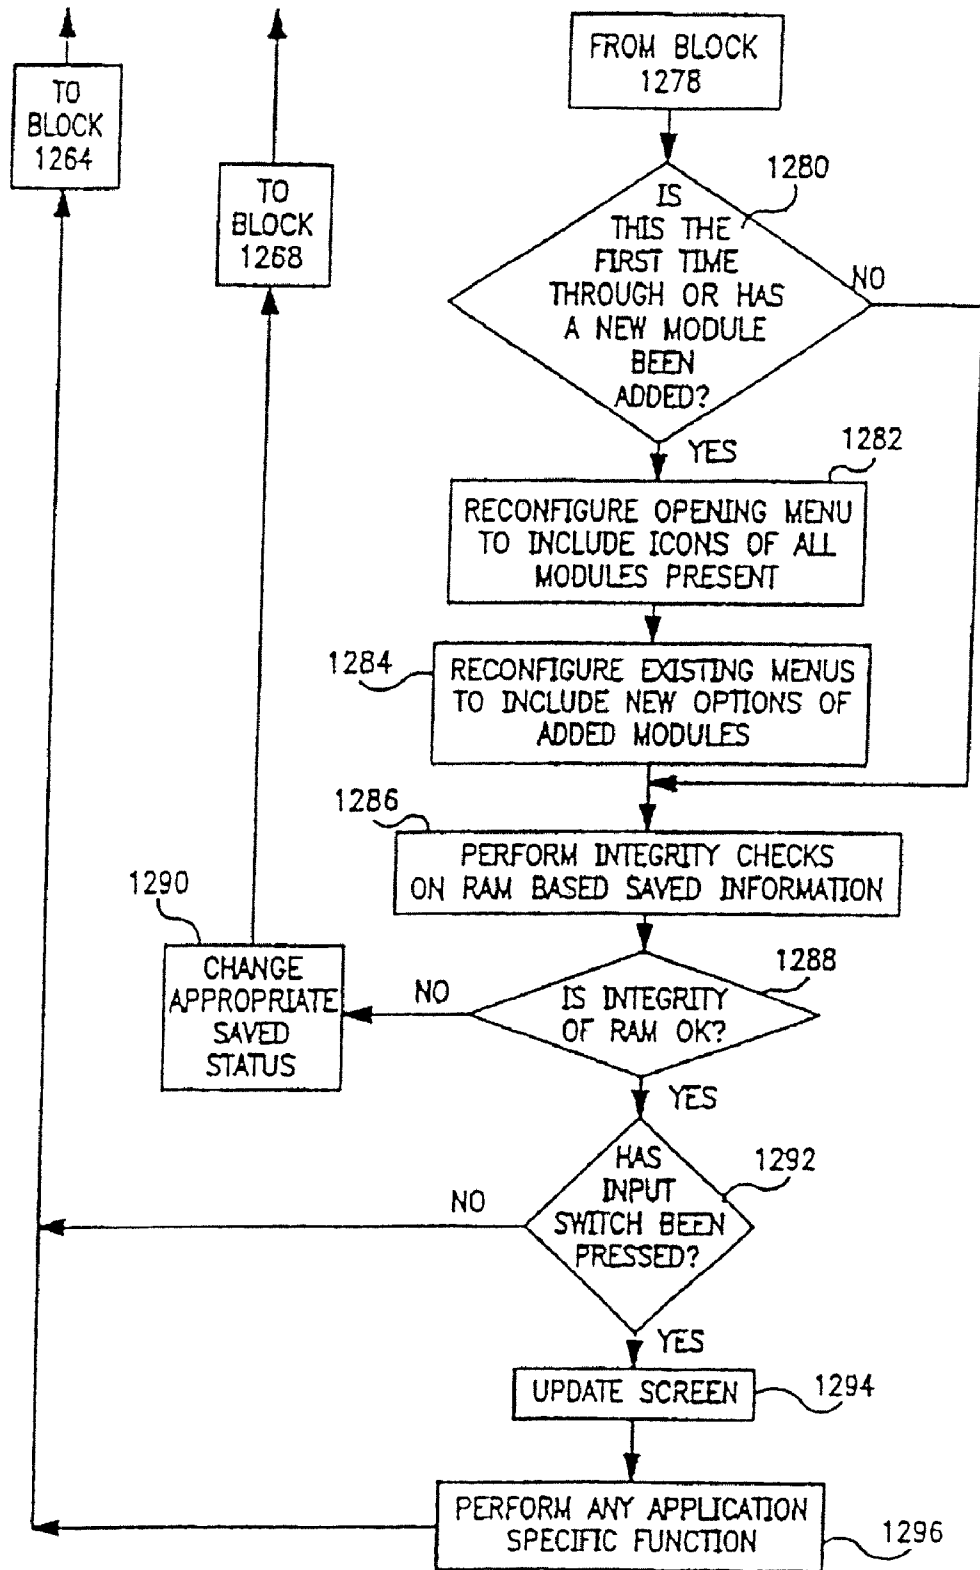 FROM BLOCK
1278
TO
BLOCK
1264
TO
BLOCK
1268
1280
IS
THIS THE
FIRST TIME
THROUGH OR HAS
A NEW MODULE
BEEN
ADDED?
NO
YES
1282
RECONFIGURE OPENING MENU
TO INCLUDE ICONS OF ALL
MODULES PRESENT
1284
RECONFIGURE EXISTING MENUS
TO INCLUDE NEW OPTIONS OF
ADDED MODULES
1286
PERFORM INTEGRITY CHECKS
ON RAM BASED SAVED INFORMATION
1290
CHANGE
APPROPRIATE
SAVED
STATUS
NO
1288
IS INTEGRITY
OF RAM OK?
YES
1292
HAS
INPUT
SWITCH BEEN
PRESSED?
NO
YES
UPDATE SCREEN
1294
PERFORM ANY APPLICATION
SPECIFIC FUNCTION
1296